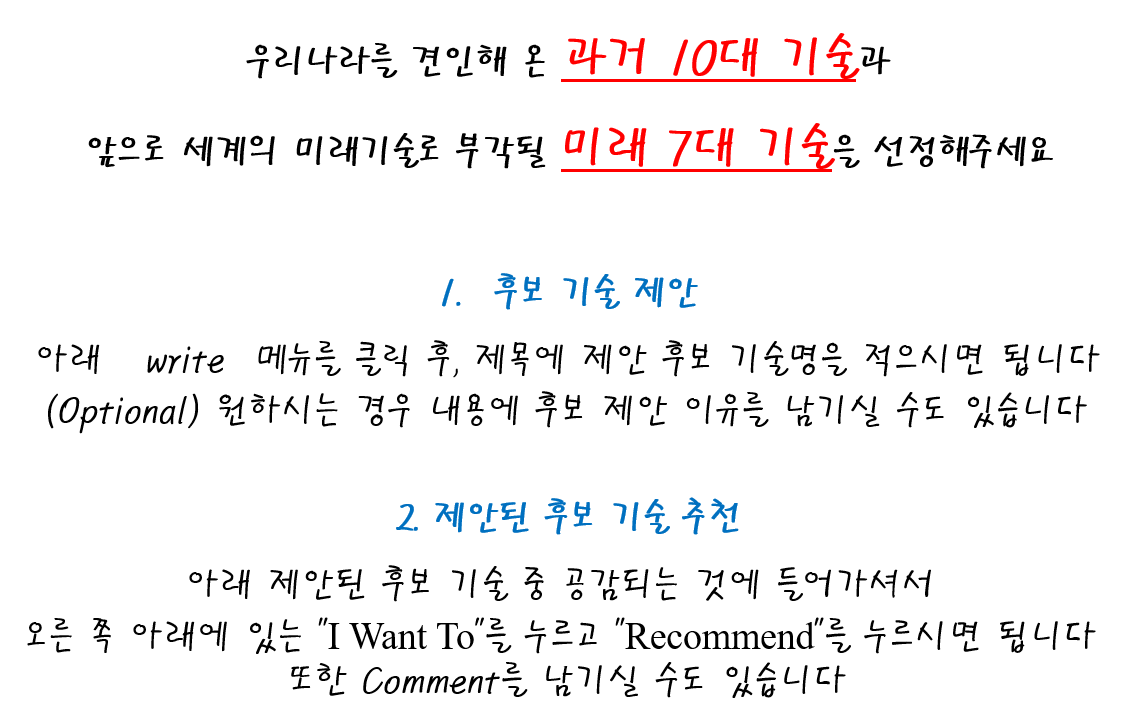 우리나라를 견인해 온 과거 10대 기술과
앞으로 세계의 미래기술로 부각될 미래 7대 기술을 선정해주세요
1. 후보 기술 제안
아래 write 메뉴를 클릭 후, 제목에 제안 후보 기술명을 적으시면 됩니다
(Optional) 원하시는 경우 내용에 후보 제안 이유를 남기실 수도 있습니다
2. 제안된 후보 기술 추천
아래 제안된 후보 기술 중 공감되는 것에 들어가셔서
오른 쪽 아래에 있는 "I Want To"를 누르고 "Recommend"를 누르시면 됩니다
또한 Comment를 남기실 수도 있습니다